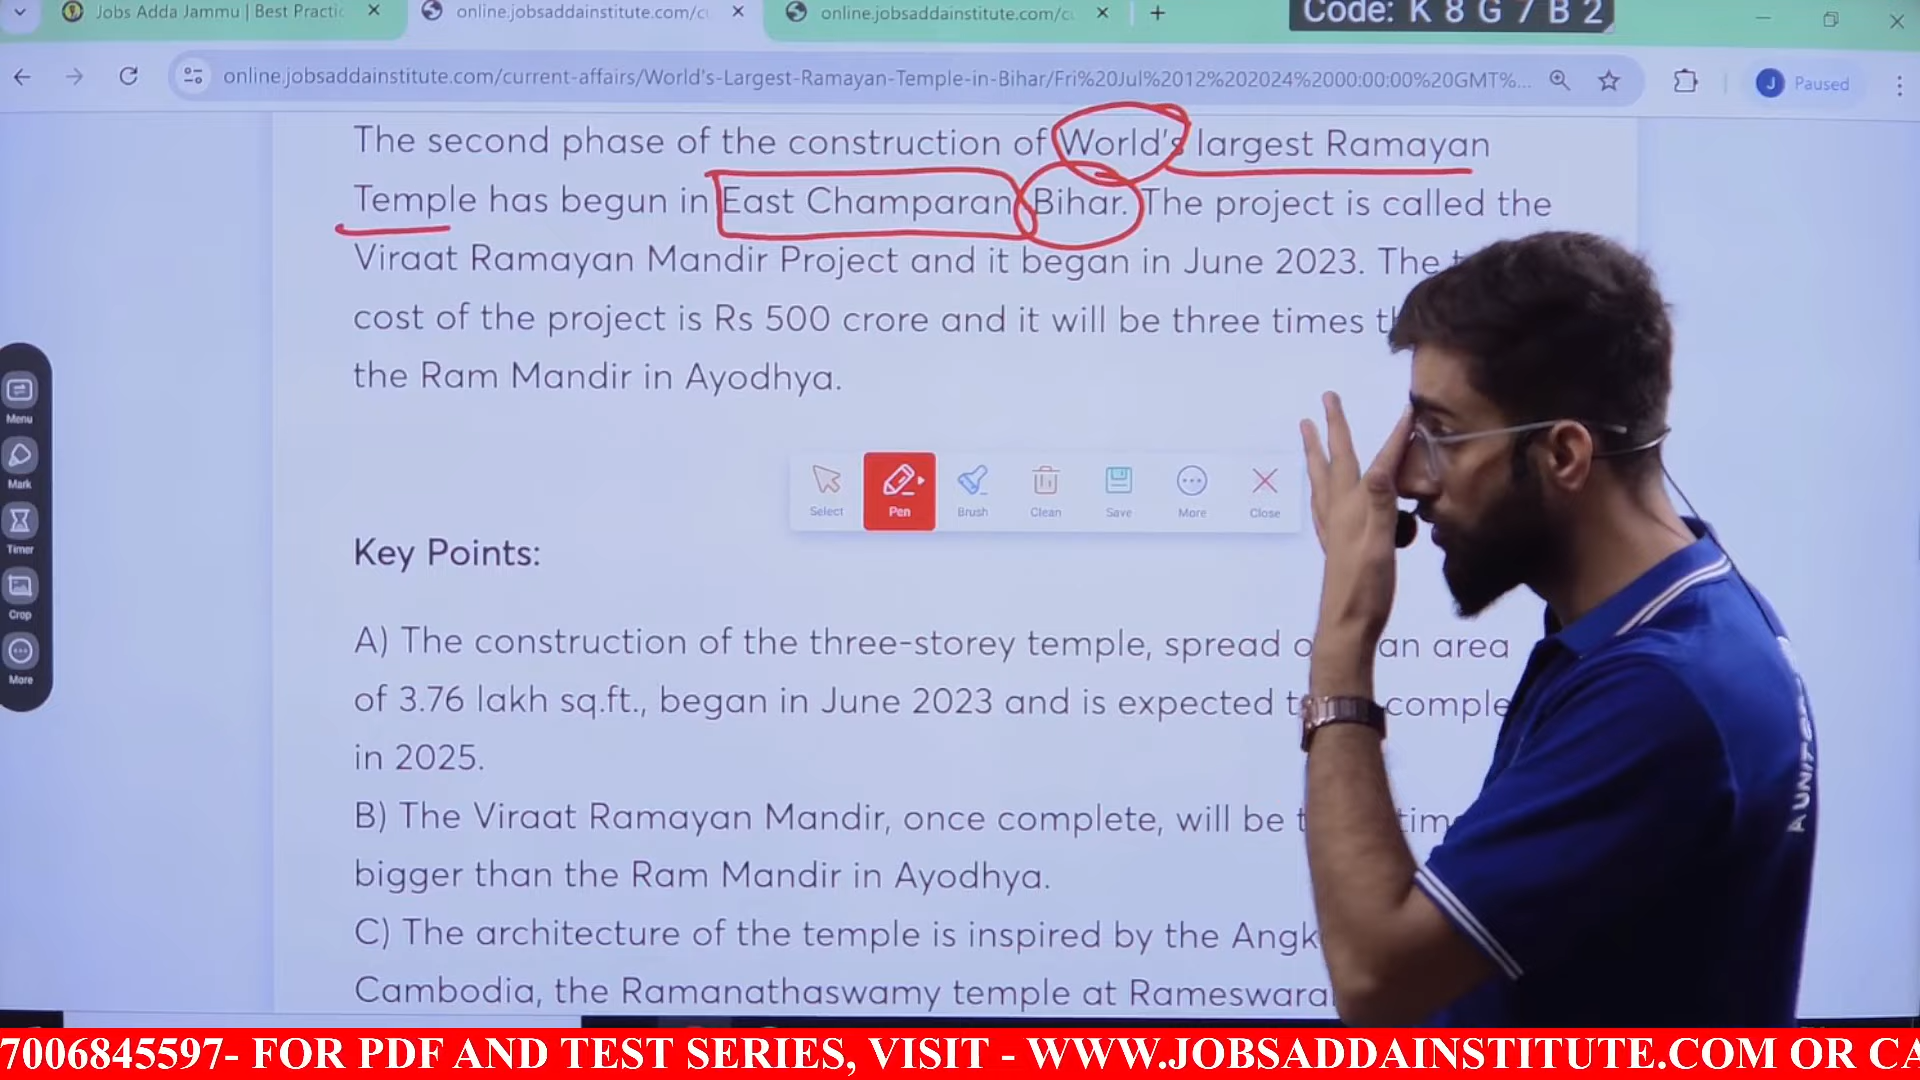 Jobs Adda Jammu | Best Practic
online.jobsaddainstitute.com/cu
online.jobsaddainstitute.com/cu
Code: K 8 G 7 B 2
online.jobsaddainstitute.com/current-affairs/World's-Largest-Ramayan-Temple-in-Bihar/Fri%20Jul%2012%202024%2000:00:00%20GMT%...
J Paused
The second phase of the construction of World's largest Ramayan
Temple has begun in East Champaran Bihar. The project is called the
Viraat Ramayan Mandir Project and it began in June 2023. The
cost of the project is Rs 500 crore and it will be three times
the Ram Mandir in Ayodhya.
Menu
Mark
Timer
Crop
More
Select
Pen
Brush
Clean
Save
More
Close
Key Points:
A) The construction of the three-storey temple, spread an area
of 3.76 lakh sq.ft., began in June 2023 and is expected comple
in 2025.
B) The Viraat Ramayan Mandir, once complete, will be tim
bigger than the Ram Mandir in Ayodhya.
C) The architecture of the temple is inspired by the Angk
Cambodia, the Ramanathaswamy temple at Rameswara
A UNIT
7006845597- FOR PDF AND TEST SERIES, VISIT - WWW.JOBSADDAINSTITUTE.COM OR CA